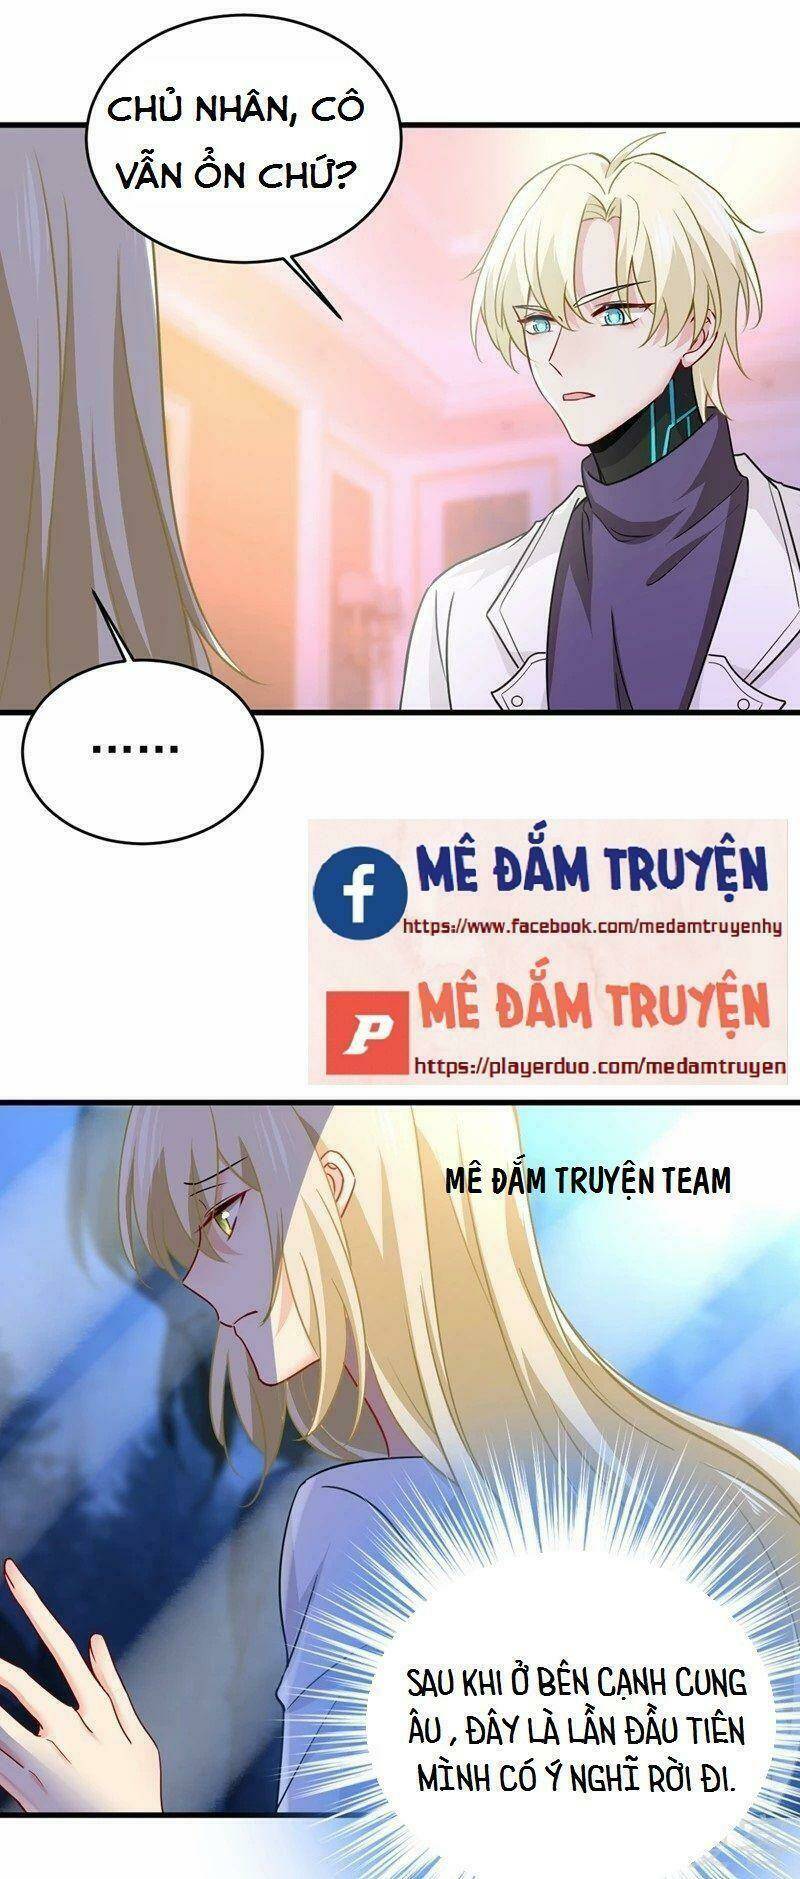 CHỦ NHÂN, CÔ
VẪN ỔN CHỨ?
......
f MÊ ĐẮM TRUYỆN
https://www.facebook.com/medamtruyenhy
P MÊ ĐẮM TRUYỆN
https://playerduo.com/medamtruyen
MÊ ĐẮM TRUYỆN TEAM
SAU KHI Ở BÊN CẠNH CUNG
ÂU , ĐÂY LÀ LẦN ĐẦU TIÊN
MÌNH CÓ Ý NGHĨ RỜI ĐI.